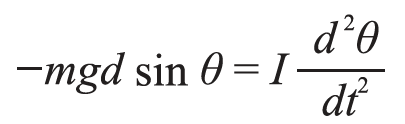 −mgd sin θ = I d²θ/dt²